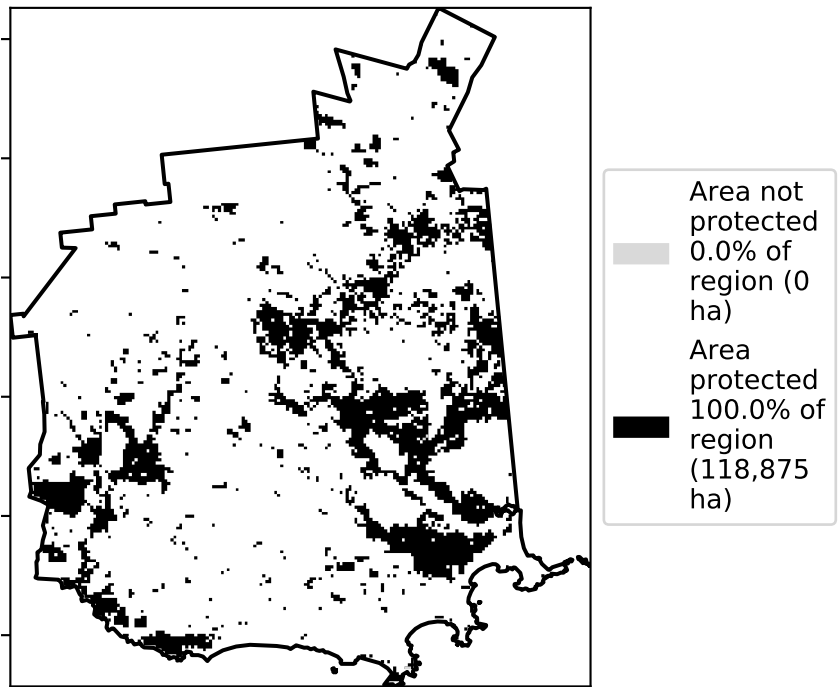 Area not
protected
0.0% of
region (0
ha)
Area
protected
100.0% of
region
(118,875
ha)